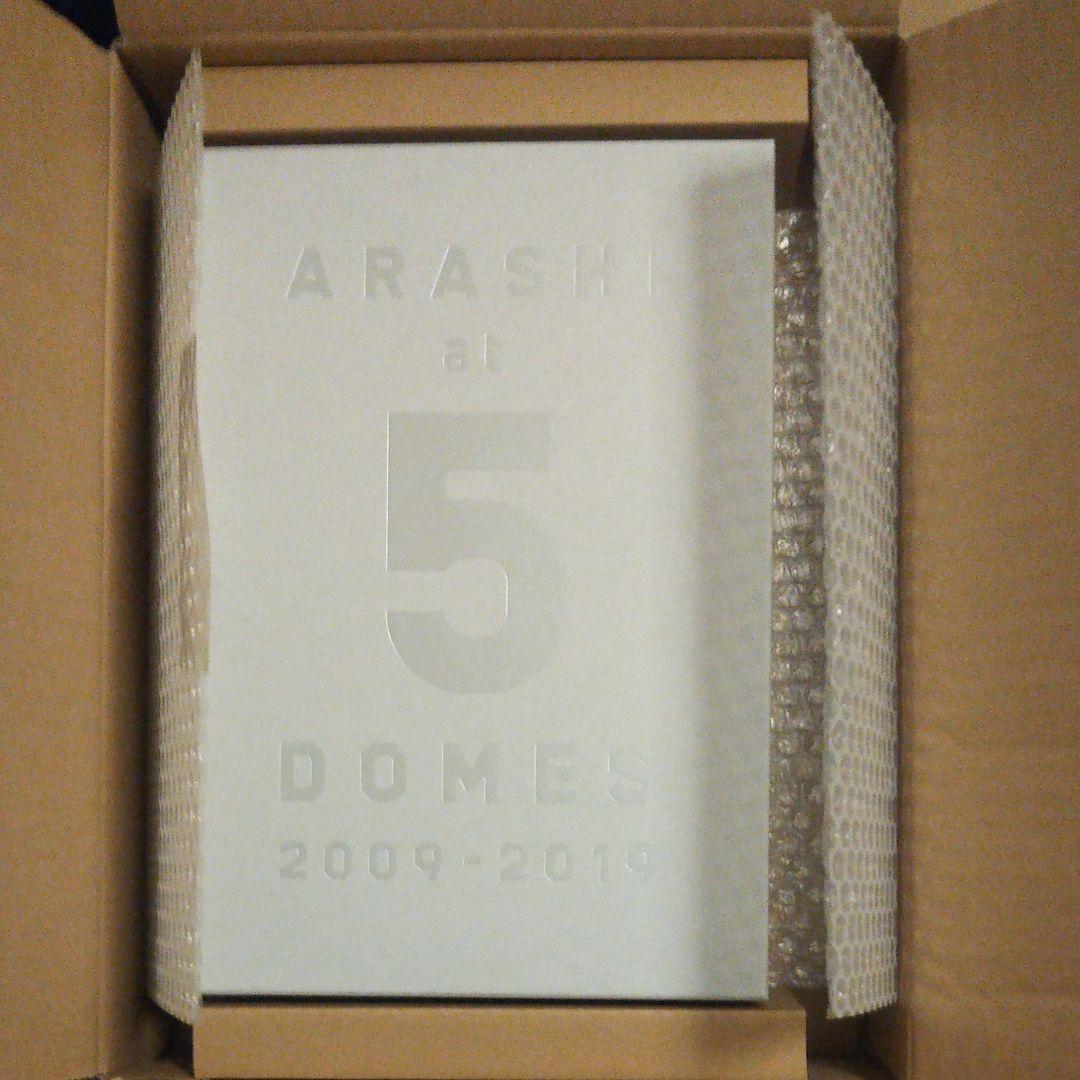 ARASHI
at
5
DOMES
2009-2019